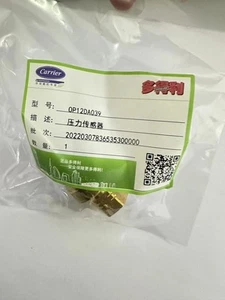 Carrier
多得利
型号： OP12DA039
描述： 压力传感器
批次： 20220307836535300000
数量： 1